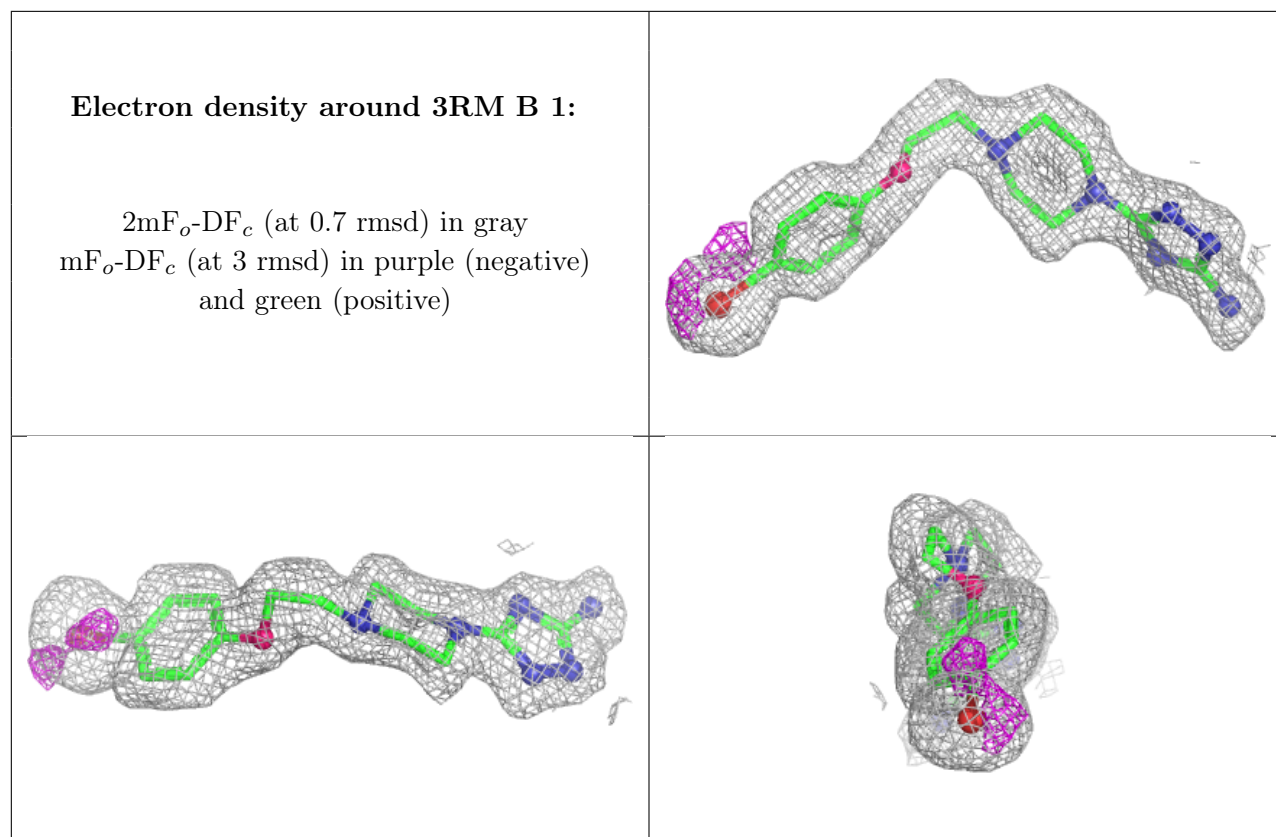 Electron density around 3RM B 1:
2mFo-DFc (at 0.7 rmsd) in gray
mFo-DFc (at 3 rmsd) in purple (negative)
and green (positive)